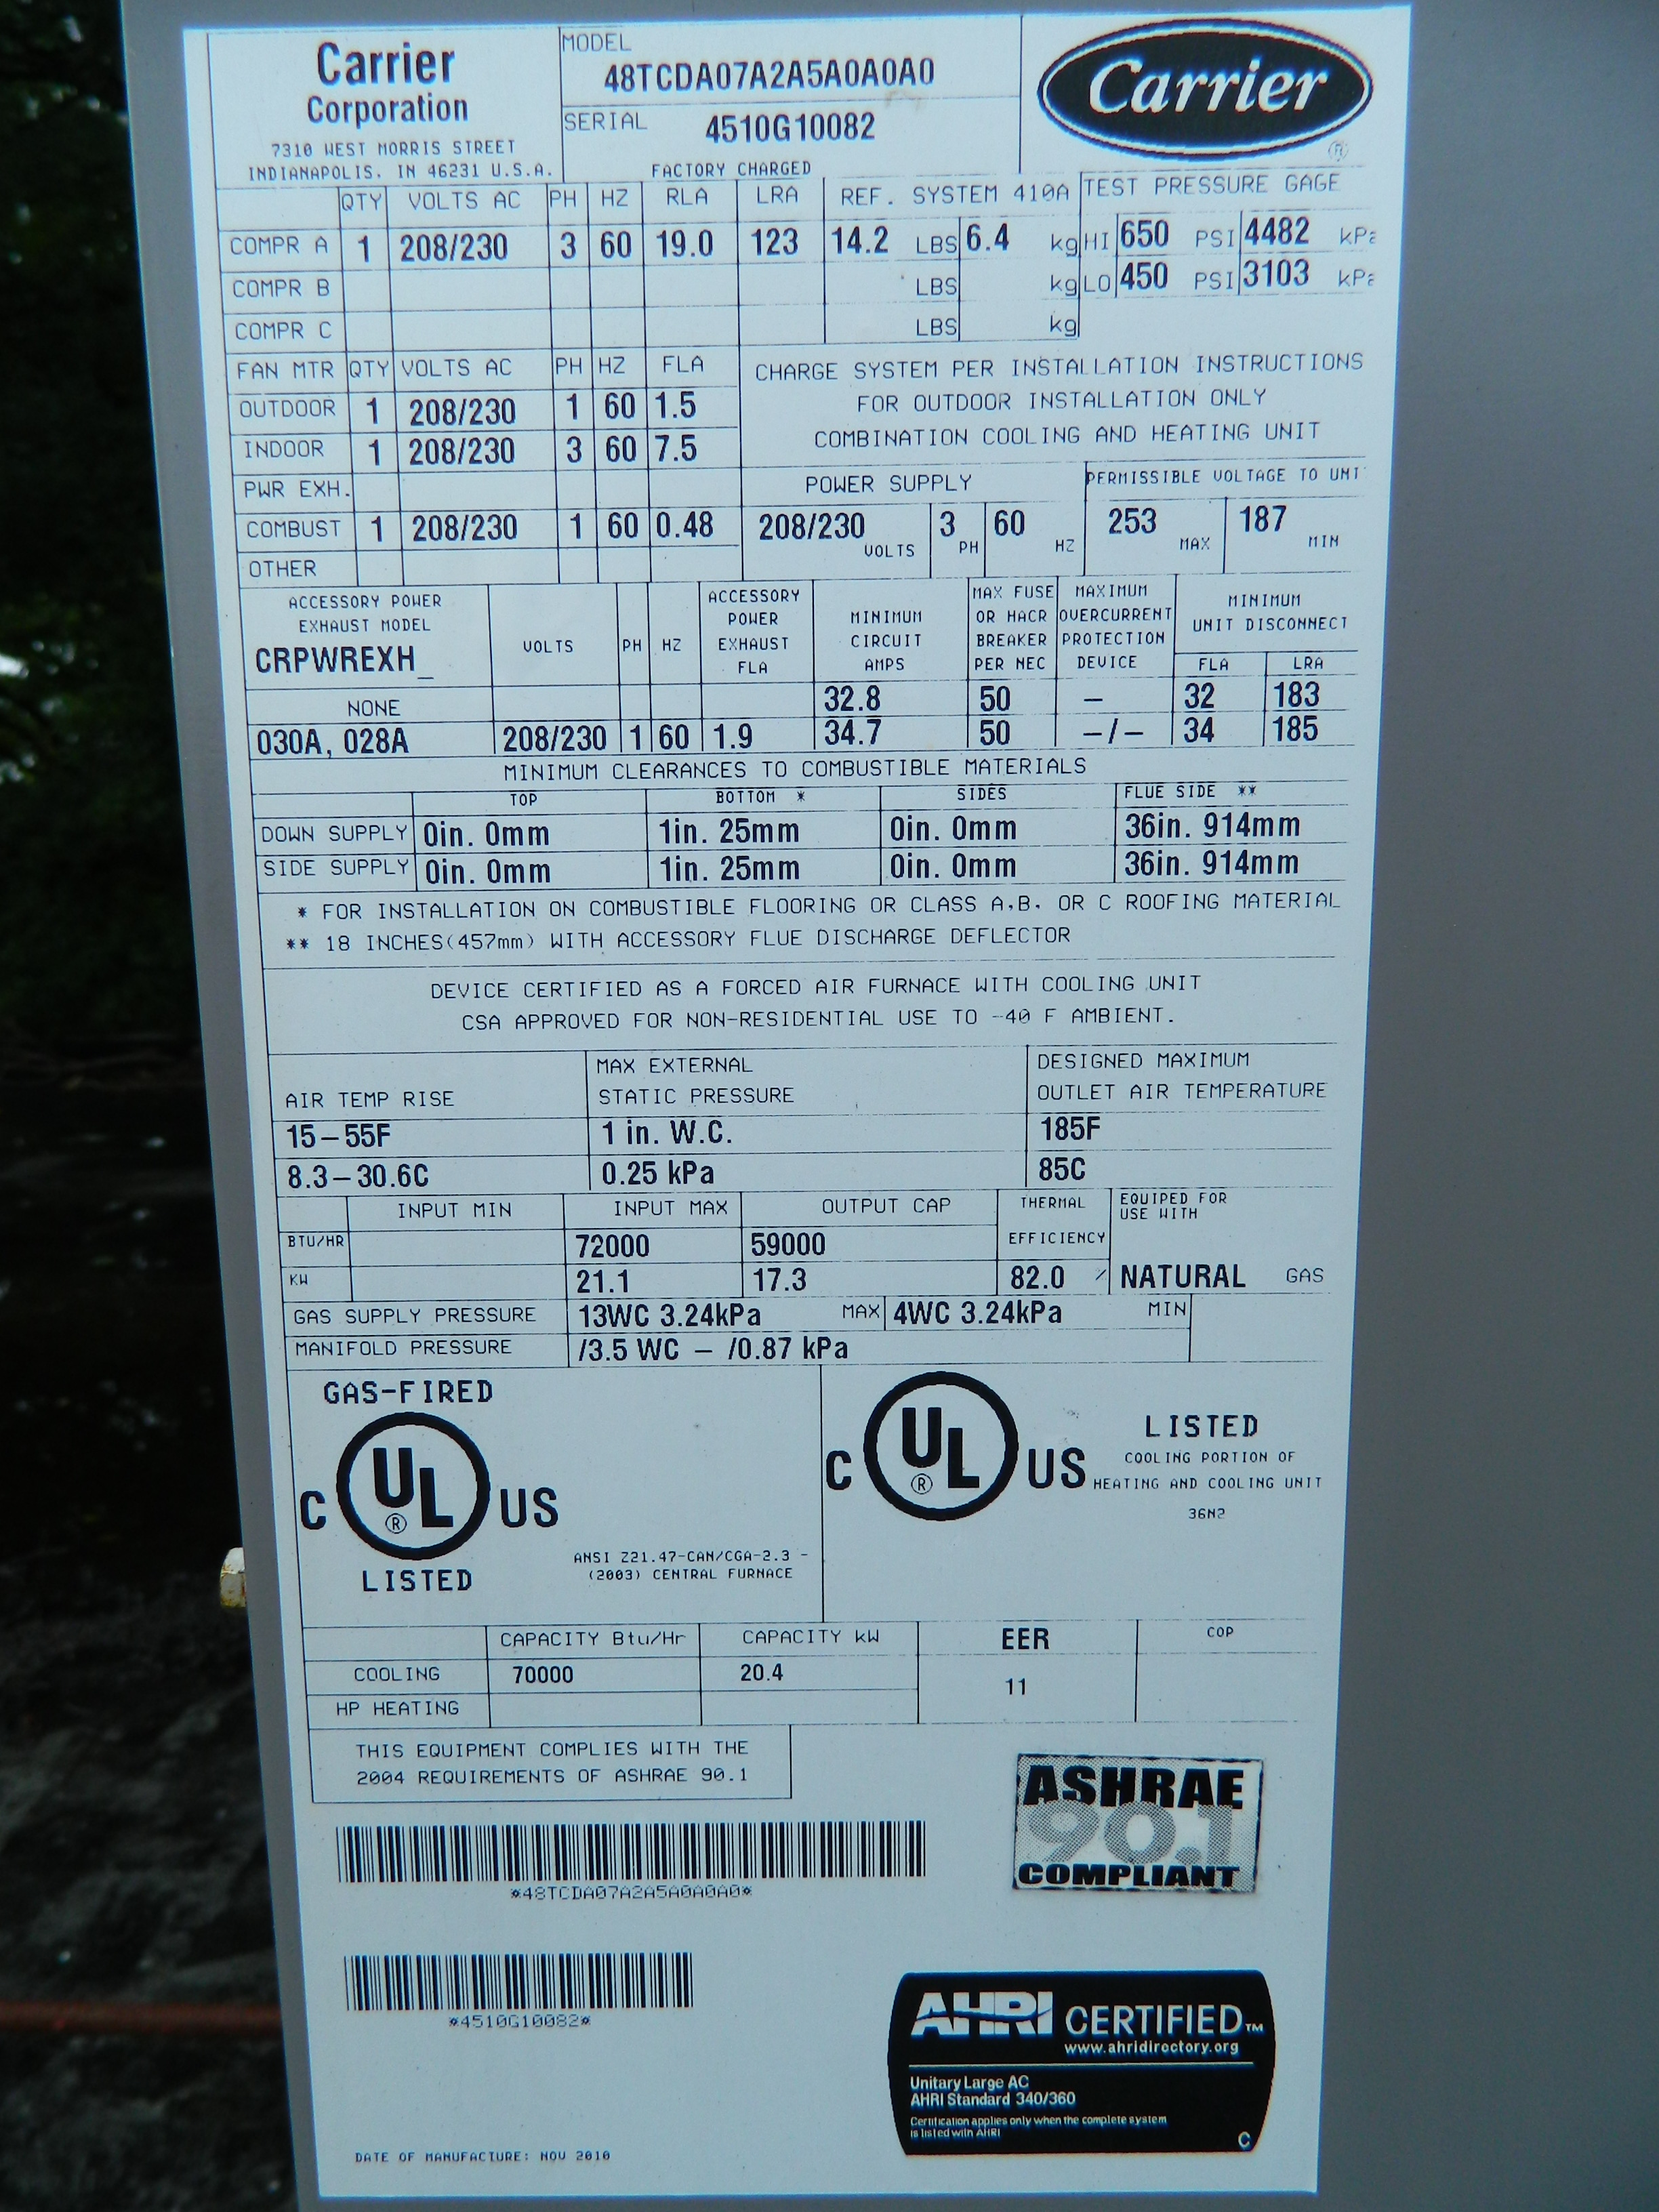 Carrier
Corporation
7310 WEST MORRIS STREET
INDIANAPOLIS, IN 46231 U.S.A.
MODEL
48TCDA07A2A5A0A0A0
SERIAL 4510G10082
FACTORY CHARGED
Carrier
®
QTY VOLTS AC PH HZ RLA LRA REF. SYSTEM 410A TEST PRESSURE GAGE
COMPR A 1 208/230 3 60 19.0 123 14.2 LBS 6.4 kg HI 650 PSI 4482 kPa
COMPR B LBS kg LO 450 PSI 3103 kPa
COMPR C LBS kg
FAN MTR QTY VOLTS AC PH HZ FLA
OUTDOOR 1 208/230 1 60 1.5
INDOOR 1 208/230 3 60 7.5
PWR EXH.
COMBUST 1 208/230 1 60 0.48
OTHER
CHARGE SYSTEM PER INSTALLATION INSTRUCTIONS
FOR OUTDOOR INSTALLATION ONLY
COMBINATION COOLING AND HEATING UNIT
POWER SUPPLY PERMISSIBLE VOLTAGE TO UNIT
208/230 VOLTS 3 PH 60 HZ 253 MAX 187 MIN
ACCESSORY POWER
EXHAUST MODEL
CRPWREXH_
VOLTS PH HZ
ACCESSORY
POWER
EXHAUST
FLA
MINIMUM
CIRCUIT
AMPS
MAX FUSE
OR HACR
BREAKER
PER NEC
MAXIMUM
OVERCURRENT
PROTECTION
DEVICE
MINIMUM
UNIT DISCONNECT
FLA LRA
NONE 32.8 50 – 32 183
030A, 028A 208/230 1 60 1.9 34.7 50 –/– 34 185
MINIMUM CLEARANCES TO COMBUSTIBLE MATERIALS
TOP BOTTOM * SIDES FLUE SIDE **
DOWN SUPPLY 0in. 0mm 1in. 25mm 0in. 0mm 36in. 914mm
SIDE SUPPLY 0in. 0mm 1in. 25mm 0in. 0mm 36in. 914mm
* FOR INSTALLATION ON COMBUSTIBLE FLOORING OR CLASS A,B, OR C ROOFING MATERIAL
** 18 INCHES(457mm) WITH ACCESSORY FLUE DISCHARGE DEFLECTOR
DEVICE CERTIFIED AS A FORCED AIR FURNACE WITH COOLING UNIT
CSA APPROVED FOR NON-RESIDENTIAL USE TO -40 F AMBIENT.
AIR TEMP RISE
15–55F
8.3–30.6C
MAX EXTERNAL
STATIC PRESSURE
1 in. W.C.
0.25 kPa
DESIGNED MAXIMUM
OUTLET AIR TEMPERATURE
185F
85C
INPUT MIN INPUT MAX OUTPUT CAP
BTU/HR 72000 59000
KW 21.1 17.3
THERMAL
EFFICIENCY
82.0 %
EQUIPED FOR
USE WITH
NATURAL GAS
GAS SUPPLY PRESSURE 13WC 3.24kPa MAX 4WC 3.24kPa MIN
MANIFOLD PRESSURE /3.5 WC – /0.87 kPa
GAS-FIRED
C UL ® US
LISTED
ANSI Z21.47-CAN/CGA-2.3 -
(2003) CENTRAL FURNACE
C UL ® US
LISTED
COOLING PORTION OF
HEATING AND COOLING UNIT
36N2
CAPACITY Btu/Hr CAPACITY kW EER COP
COOLING 70000 20.4 11
HP HEATING
THIS EQUIPMENT COMPLIES WITH THE
2004 REQUIREMENTS OF ASHRAE 90.1
ASHRAE
90.1
COMPLIANT
*48TCDA07A2A5A0A0A0*
*4510G10082*
AHRI CERTIFIED™
www.ahridirectory.org
Unitary Large AC
AHRI Standard 340/360
Certification applies only when the complete system
is listed with AHRI
C
DATE OF MANUFACTURE: NOV 2010